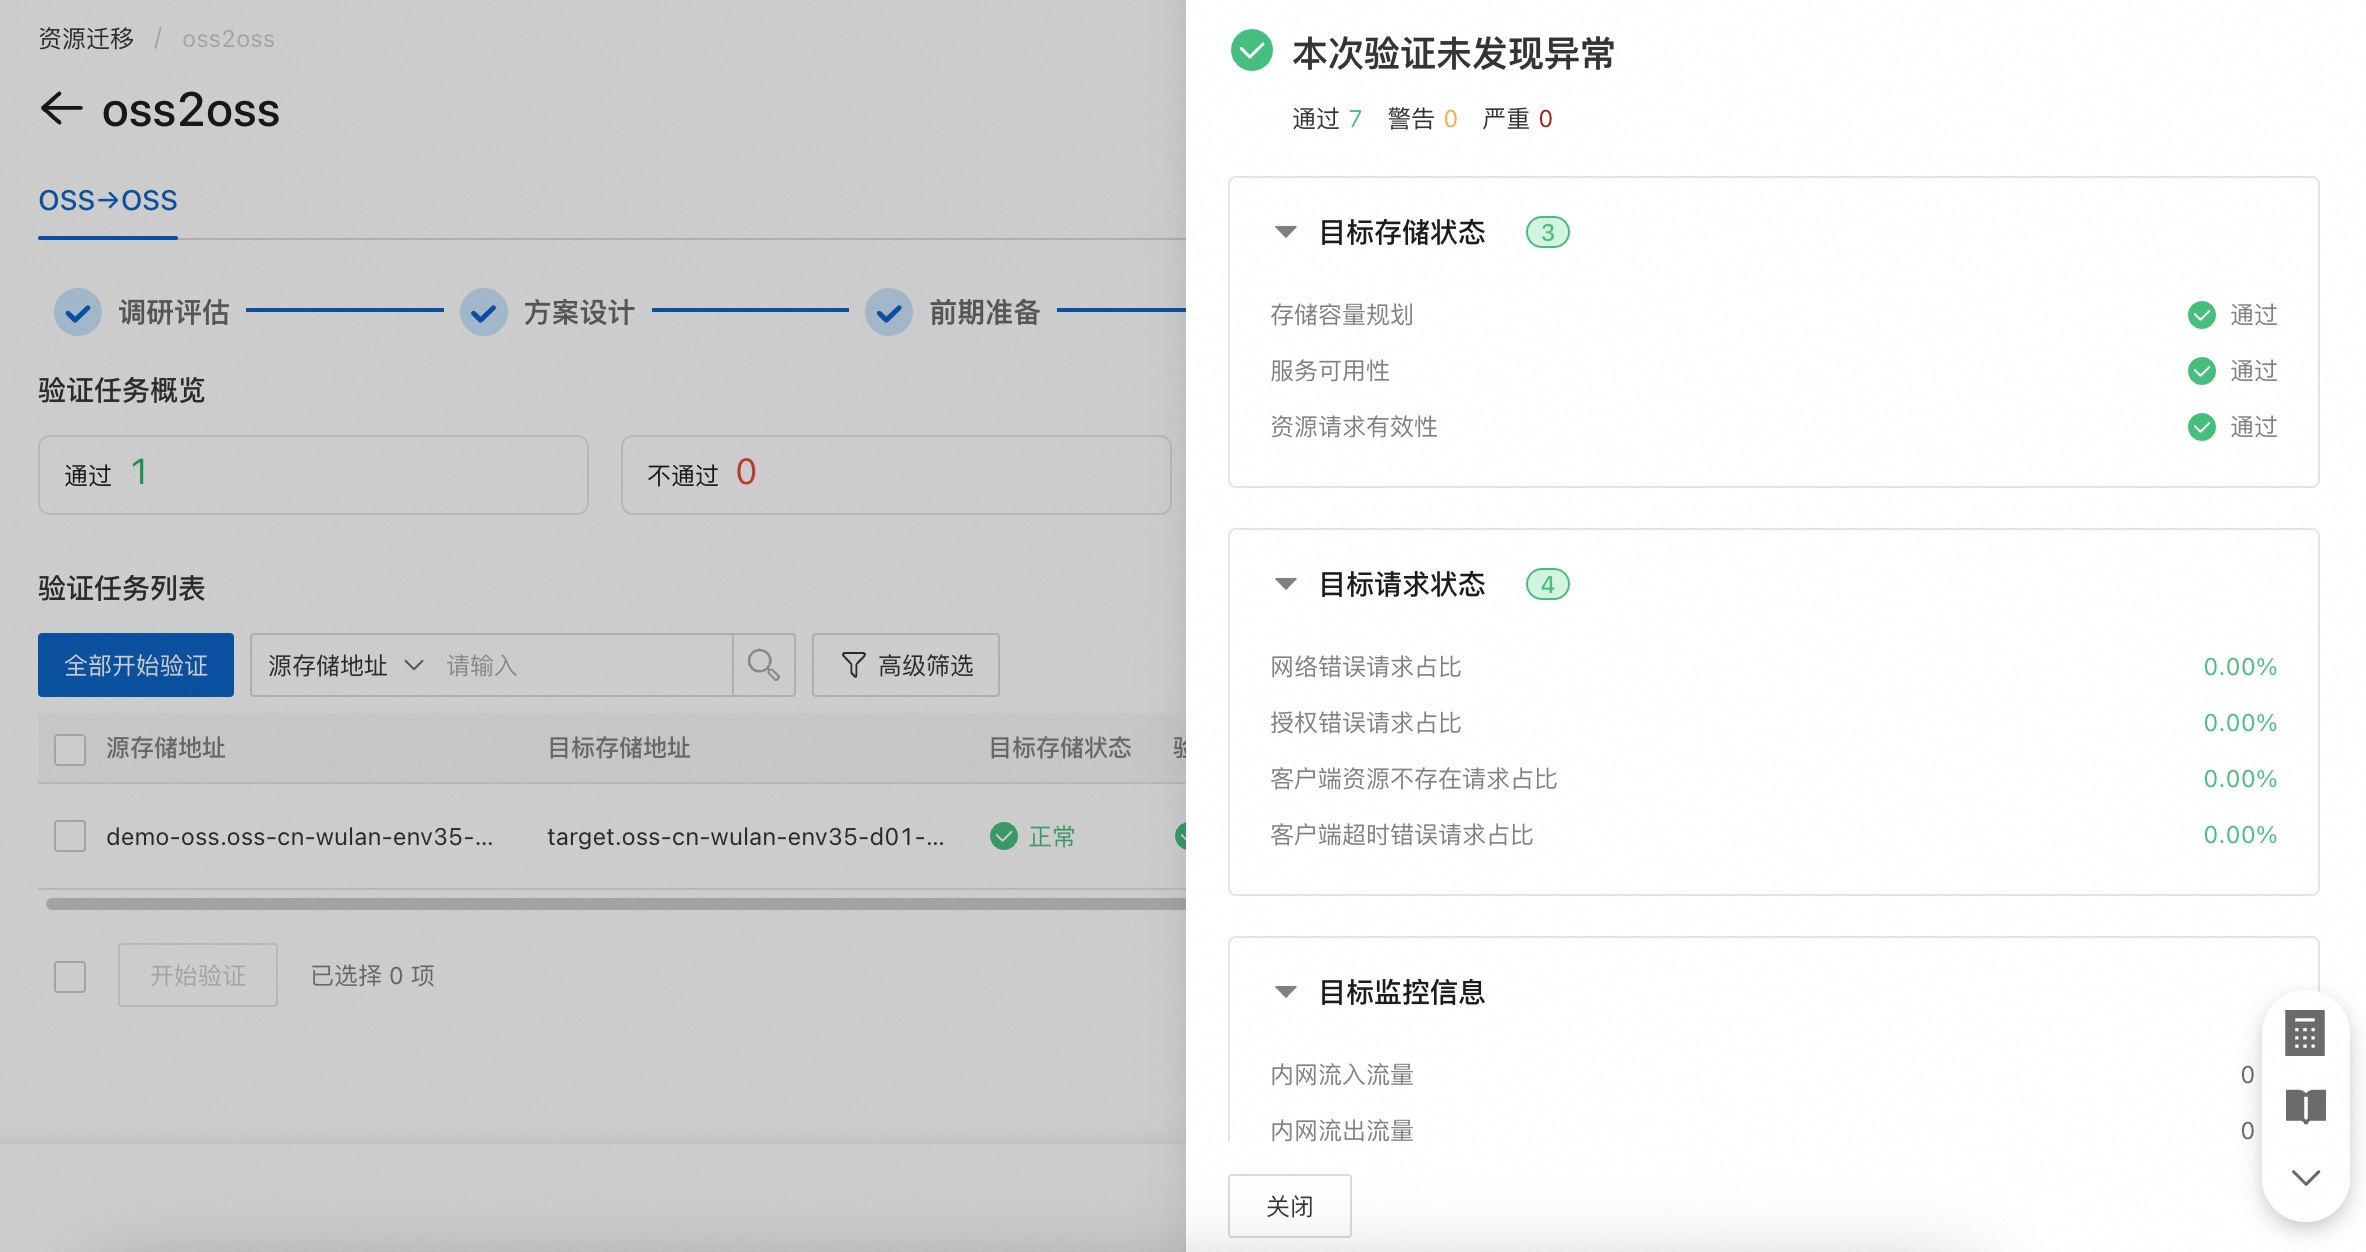 资源迁移 / oss2oss
oss2oss
OSS→OSS
调研评估 方案设计 前期准备
验证任务概览
通过 1 不通过 0
验证任务列表
全部开始验证 源存储地址 请输入 高级筛选
源存储地址 目标存储地址 目标存储状态
demo-oss.oss-cn-wulan-env35-... target.oss-cn-wulan-env35-d01-... 正常
开始验证 已选择 0 项
本次验证未发现异常
通过 7 警告 0 严重 0
目标存储状态 3
存储容量规划 通过
服务可用性 通过
资源请求有效性 通过
目标请求状态 4
网络错误请求占比 0.00%
授权错误请求占比 0.00%
客户端资源不存在请求占比 0.00%
客户端超时错误请求占比 0.00%
目标监控信息
内网流入流量 0
内网流出流量 0
关闭